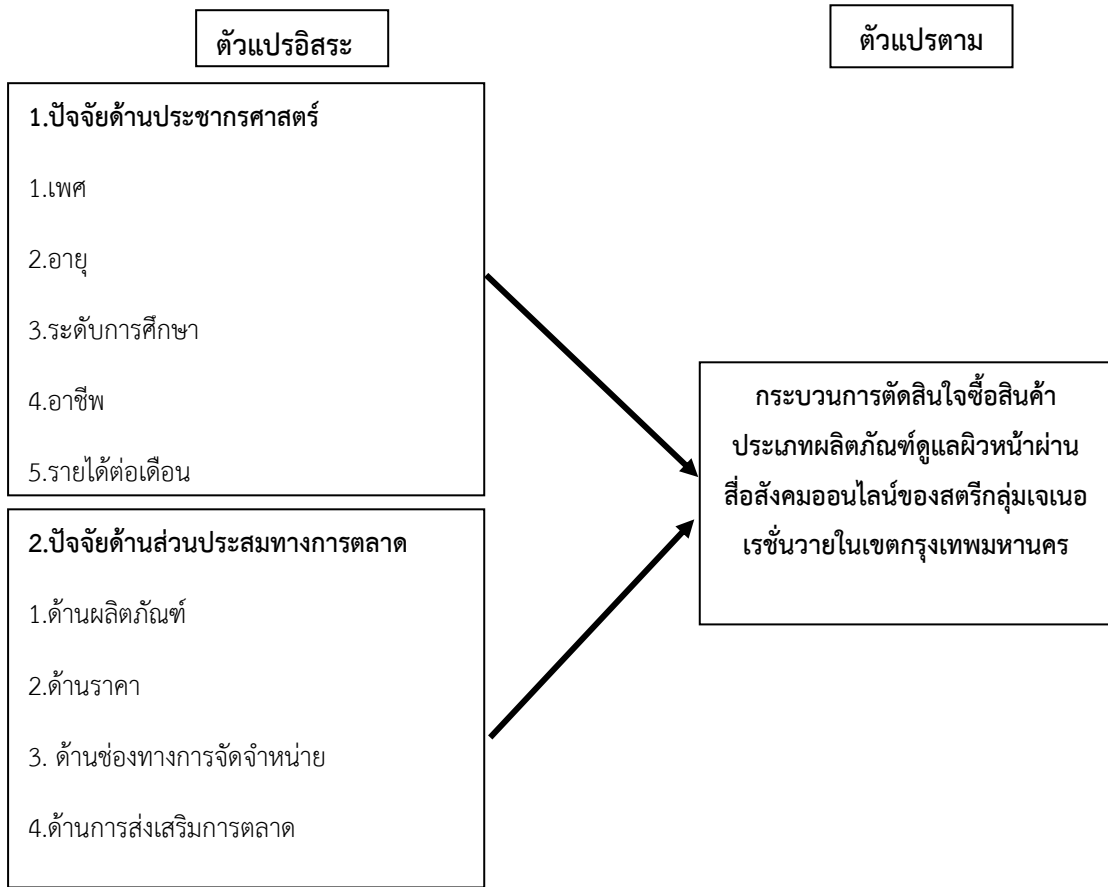 ตัวแปรอิสระ
ตัวแปรตาม
1.ปัจจัยด้านประชากรศาสตร์
1.เพศ
2.อายุ
3.ระดับการศึกษา
4.อาชีพ
5.รายได้ต่อเดือน
2.ปัจจัยด้านส่วนประสมทางการตลาด
1.ด้านผลิตภัณฑ์
2.ด้านราคา
3. ด้านช่องทางการจัดจำหน่าย
4.ด้านการส่งเสริมการตลาด
กระบวนการตัดสินใจซื้อสินค้า
ประเภทผลิตภัณฑ์ดูแลผิวหน้าผ่าน
สื่อสังคมออนไลน์ของสตรีกลุ่มเจเนอ
เรชั่นวายในเขตกรุงเทพมหานคร